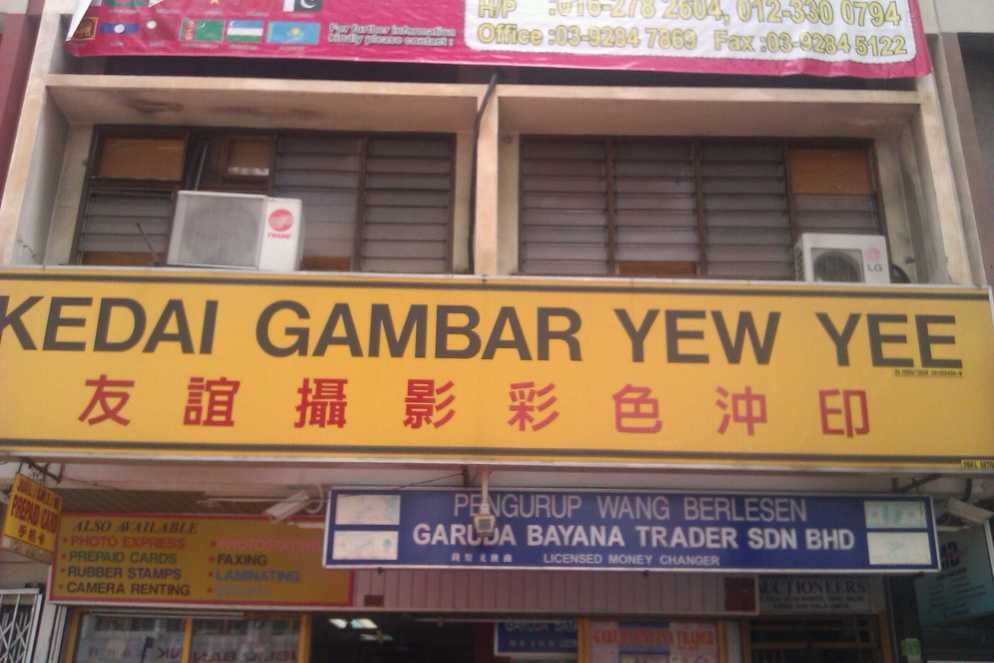 For further information
kindly please contact :
H/P :016-278 2604, 012-330 0794
Office :03-9284 7869 Fax :03-9284 5122
LG
KEDAI GAMBAR YEW YEE
友誼攝影彩色沖印
PREPAID CARD
ALSO AVAILABLE
• PHOTO EXPRESS
• PREPAID CARDS
• RUBBER STAMPS
• CAMERA RENTING
• FAXING
• LAMINATING
PENGURUP WANG BERLESEN
GARUDA BAYANA TRADER SDN BHD
LICENSED MONEY CHANGER